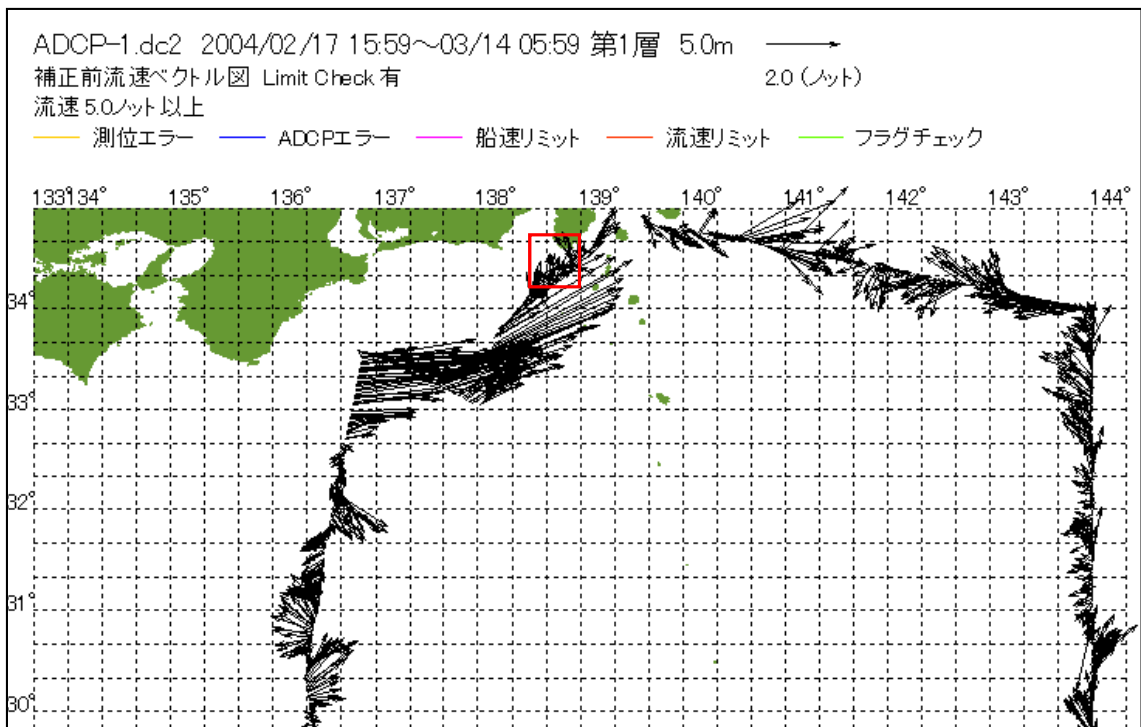 ADCP-1.dc2 2004/02/17 15:59～03/14 05:59 第1層 5.0m
補正前流速ベクトル図 Limit Check 有 2.0 (ノット)
流速 5.0ノット以上
測位エラー ADCPエラー 船速リミット 流速リミット フラグチェック
133134° 135° 136° 137° 138° 139° 140° 141° 142° 143° 144°
34°
33°
32°
31°
30°